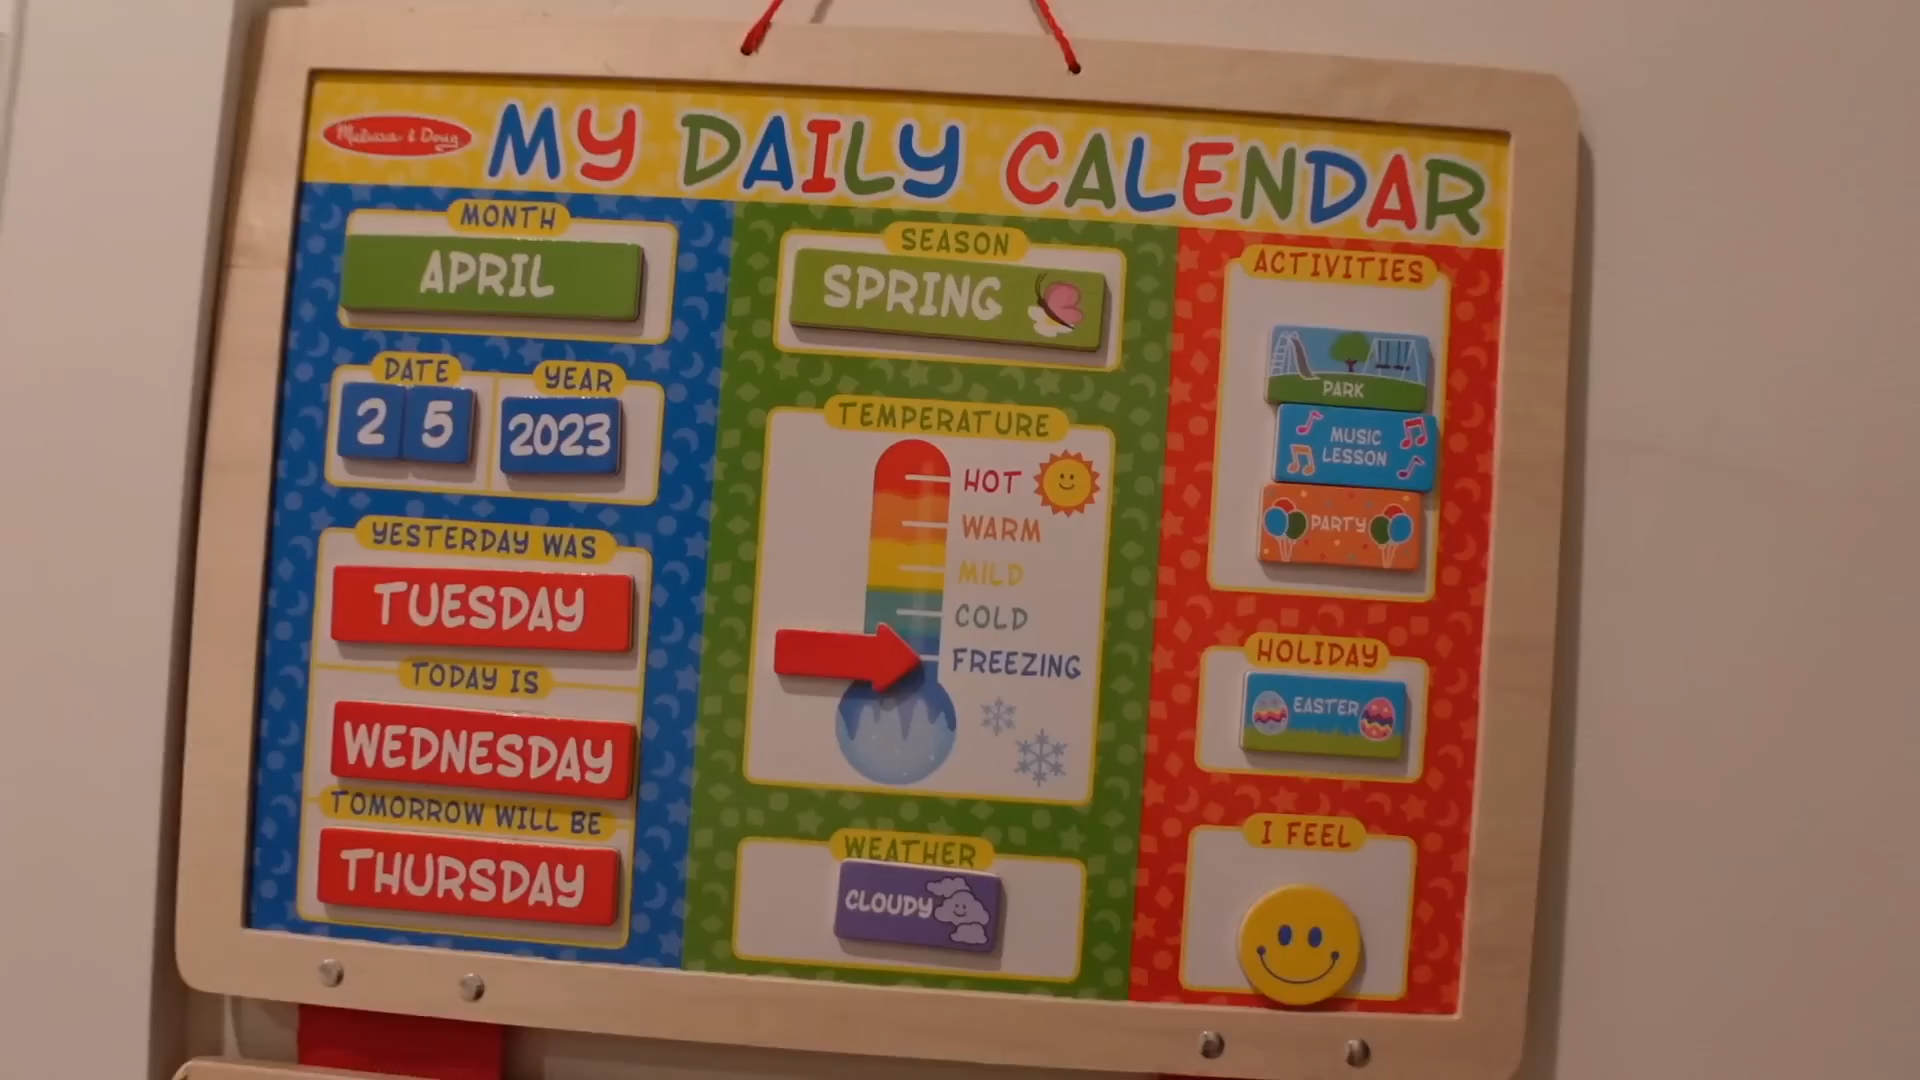 Melissa & Doug
MY DAILY CALENDAR
MONTH
APRIL
DATE
YEAR
2 5
2023
YESTERDAY WAS
TUESDAY
TODAY IS
WEDNESDAY
TOMORROW WILL BE
THURSDAY
SEASON
SPRING
TEMPERATURE
HOT
WARM
MILD
COLD
FREEZING
WEATHER
CLOUDY
ACTIVITIES
PARK
MUSIC
LESSON
PARTY
HOLIDAY
EASTER
I FEEL